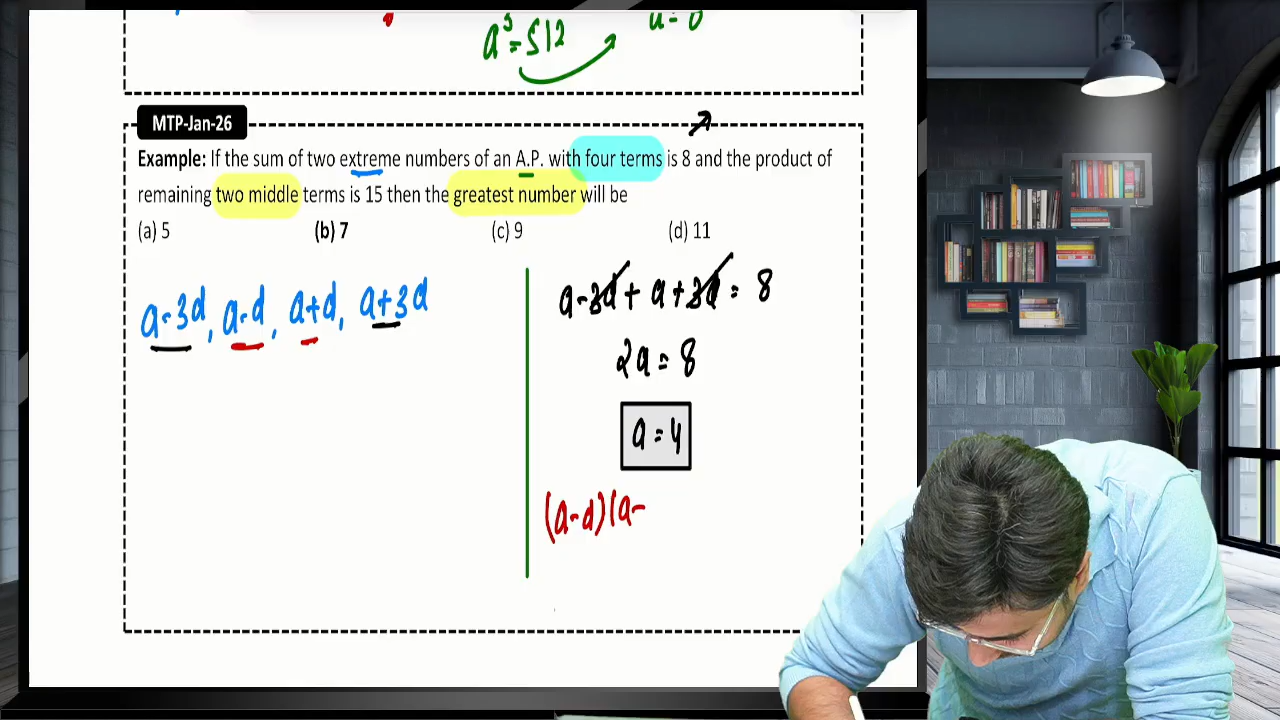 a³ = 512
MTP-Jan-26
Example: If the sum of two extreme numbers of an A.P. with four terms is 8 and the product of
remaining two middle terms is 15 then the greatest number will be
(a) 5 (b) 7 (c) 9 (d) 11
a-3d, a-d, a+d, a+3d
a-3d + a+3d = 8
2a = 8
a = 4
(a-d)(a-